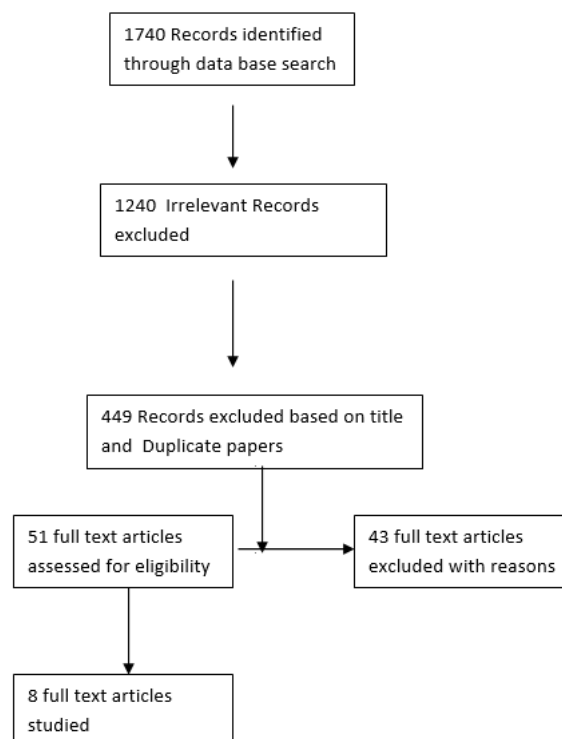 1740 Records identified
through data base search
1240 Irrelevant Records
excluded
449 Records excluded based on title
and Duplicate papers
51 full text articles
assessed for eligibility
43 full text articles
excluded with reasons
8 full text articles
studied